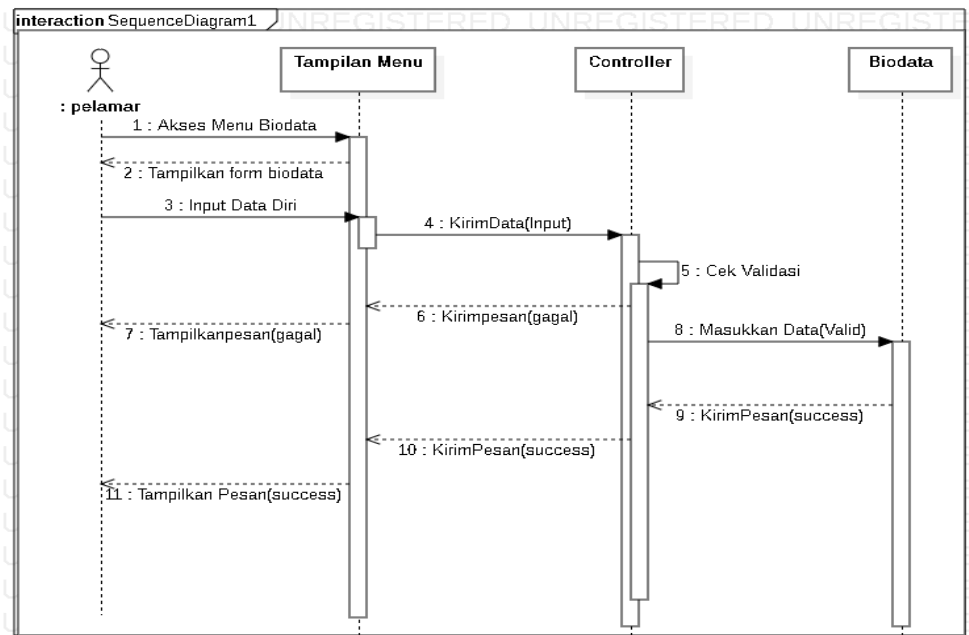 interaction SequenceDiagram1
UNREGISTERED UNREGISTERED UNREGISTE
Tampilan Menu
Controller
Biodata
: pelamar
1 : Akses Menu Biodata
2 : Tampilkan form biodata
3 : Input Data Diri
4 : KirimData(Input)
5 : Cek Validasi
6 : Kirimpesan(gagal)
7 : Tampilkanpesan(gagal)
8 : Masukkan Data(Valid)
9 : KirimPesan(success)
10 : KirimPesan(success)
11 : Tampilkan Pesan(success)